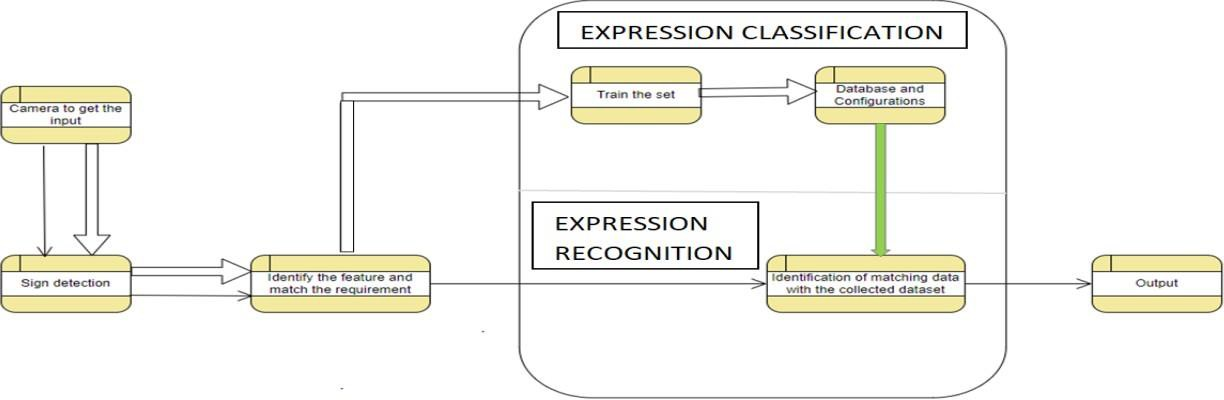 EXPRESSION CLASSIFICATION
Camera to get the
input
Train the set
Database and
Configurations
EXPRESSION
RECOGNITION
Sign detection
Identify the feature and
match the requirement
Identification of matching data
with the collected dataset
Output